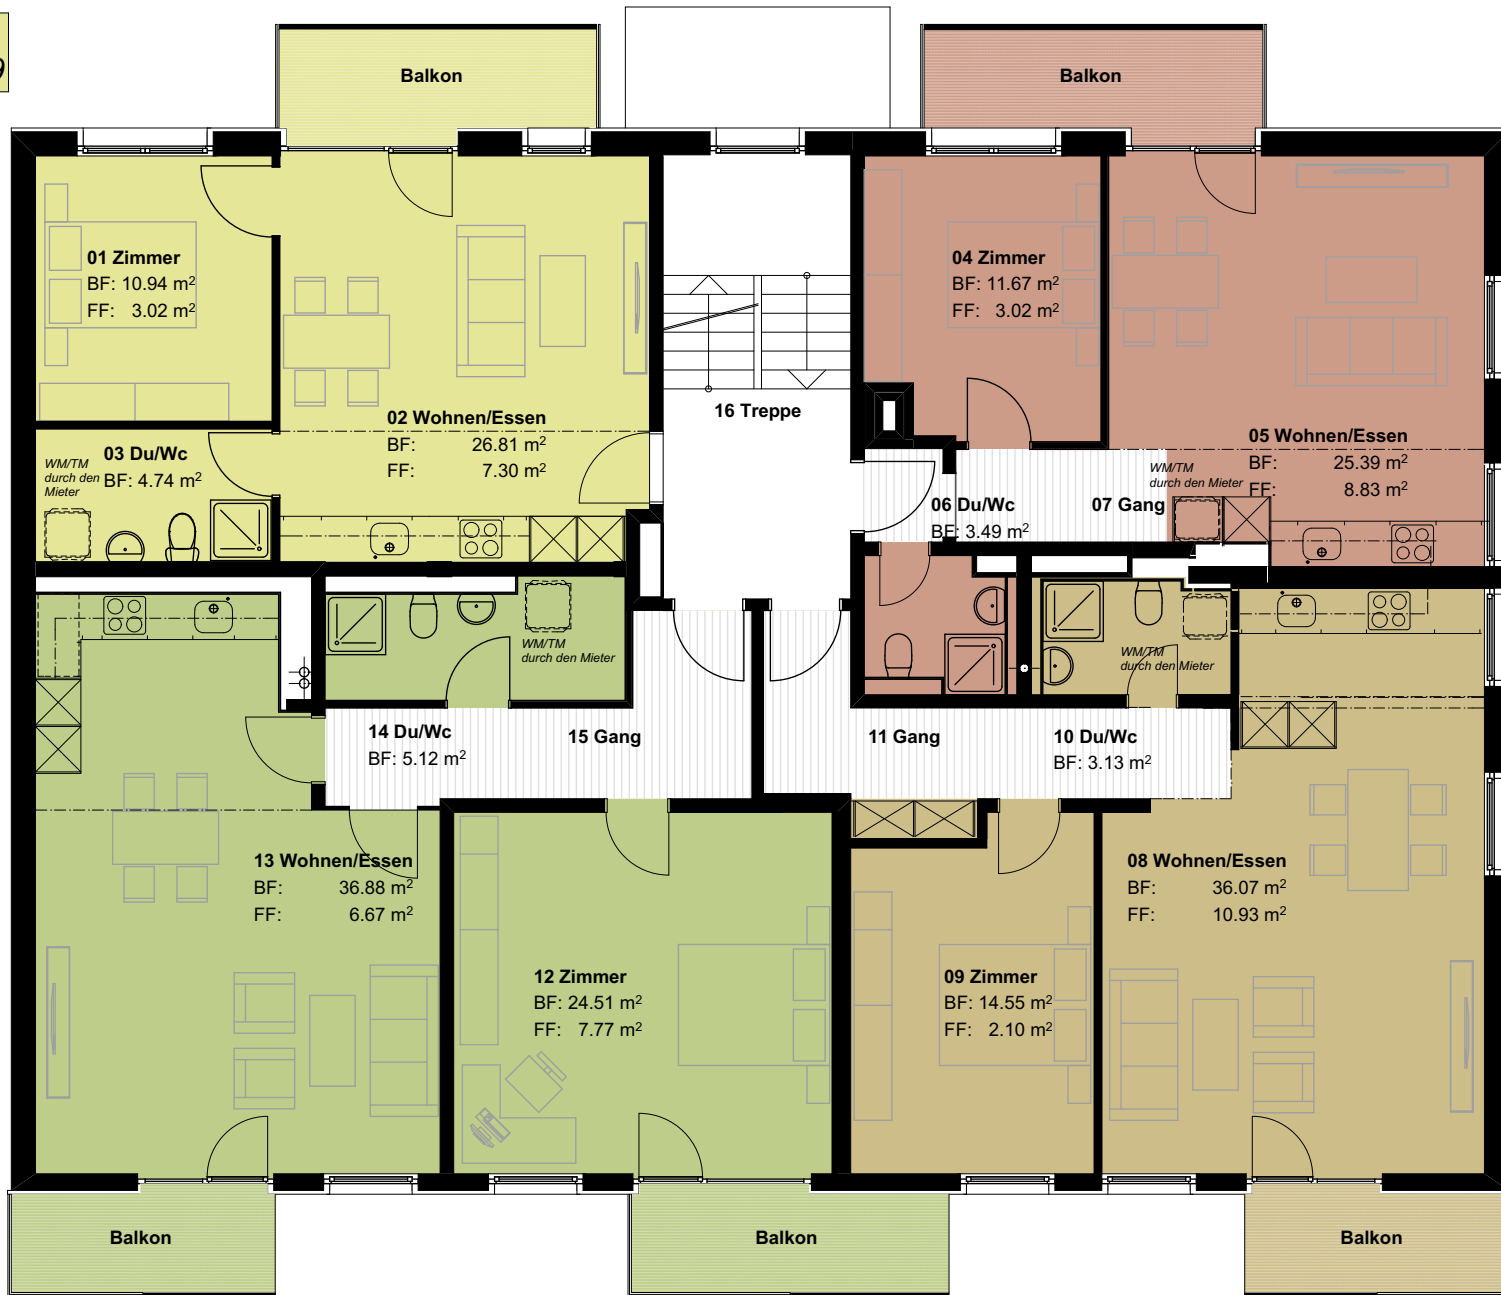 Balkon
Balkon
01 Zimmer
BF: 10.94 m²
FF: 3.02 m²
04 Zimmer
BF: 11.67 m²
FF: 3.02 m²
02 Wohnen/Essen
BF: 26.81 m²
FF: 7.30 m²
16 Treppe
05 Wohnen/Essen
BF: 25.39 m²
FF: 8.83 m²
03 Du/Wc
BF: 4.74 m²
WM/TM
durch den
Mieter
WM/TM
durch den Mieter
06 Du/Wc
BF: 3.49 m²
07 Gang
WM/TM
durch den Mieter
WM/TM
durch den Mieter
14 Du/Wc
BF: 5.12 m²
15 Gang
11 Gang
10 Du/Wc
BF: 3.13 m²
13 Wohnen/Essen
BF: 36.88 m²
FF: 6.67 m²
08 Wohnen/Essen
BF: 36.07 m²
FF: 10.93 m²
12 Zimmer
BF: 24.51 m²
FF: 7.77 m²
09 Zimmer
BF: 14.55 m²
FF: 2.10 m²
Balkon
Balkon
Balkon